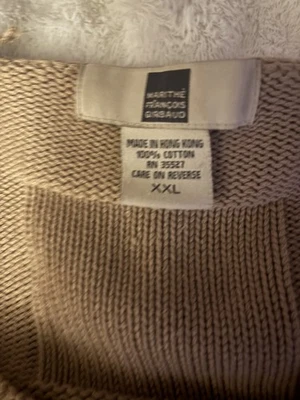 MARITHÉ
FRANÇOIS
GIRBAUD
MADE IN HONG KONG
100% COTTON
RN 35527
CARE ON REVERSE
XXL